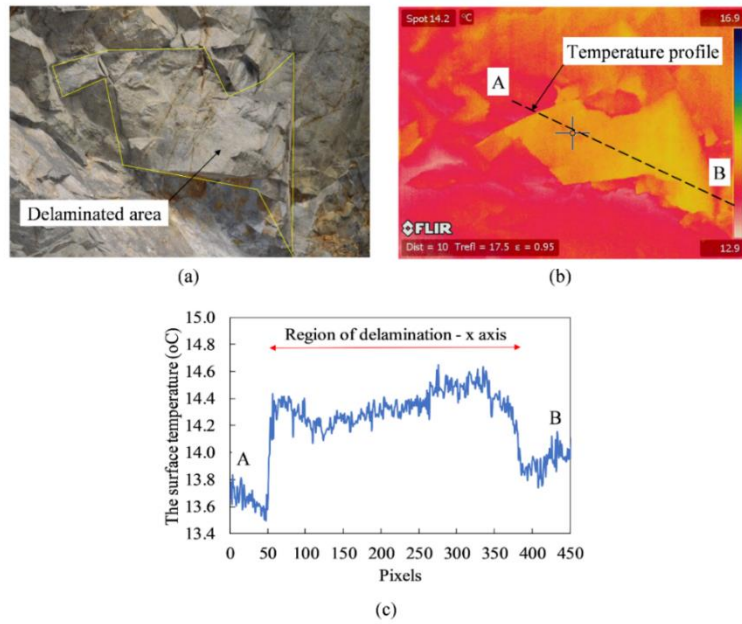 Delaminated area
(a)
Spot 14.2 °C
16.9
Temperature profile
A
B
FLIR
Dist = 10 Trefl = 17.5 ε = 0.95
12.9
(b)
The surface temperature (oC)
15.0
14.8
14.6
14.4
14.2
14.0
13.8
13.6
13.4
Region of delamination - x axis
A
B
0 50 100 150 200 250 300 350 400 450
Pixels
(c)